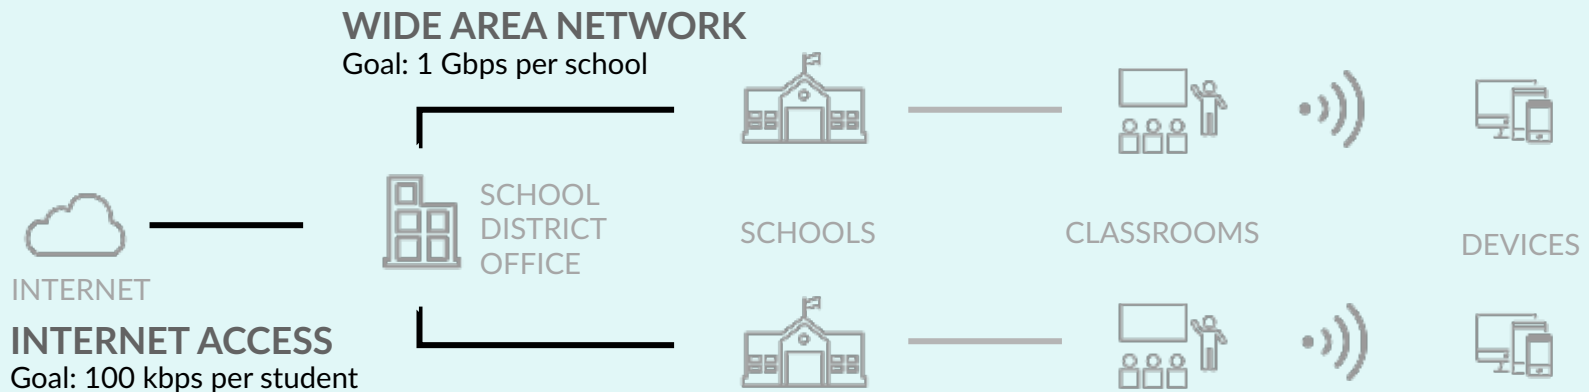 WIDE AREA NETWORK
Goal: 1 Gbps per school
SCHOOL
DISTRICT
OFFICE
SCHOOLS
CLASSROOMS
DEVICES
INTERNET
INTERNET ACCESS
Goal: 100 kbps per student